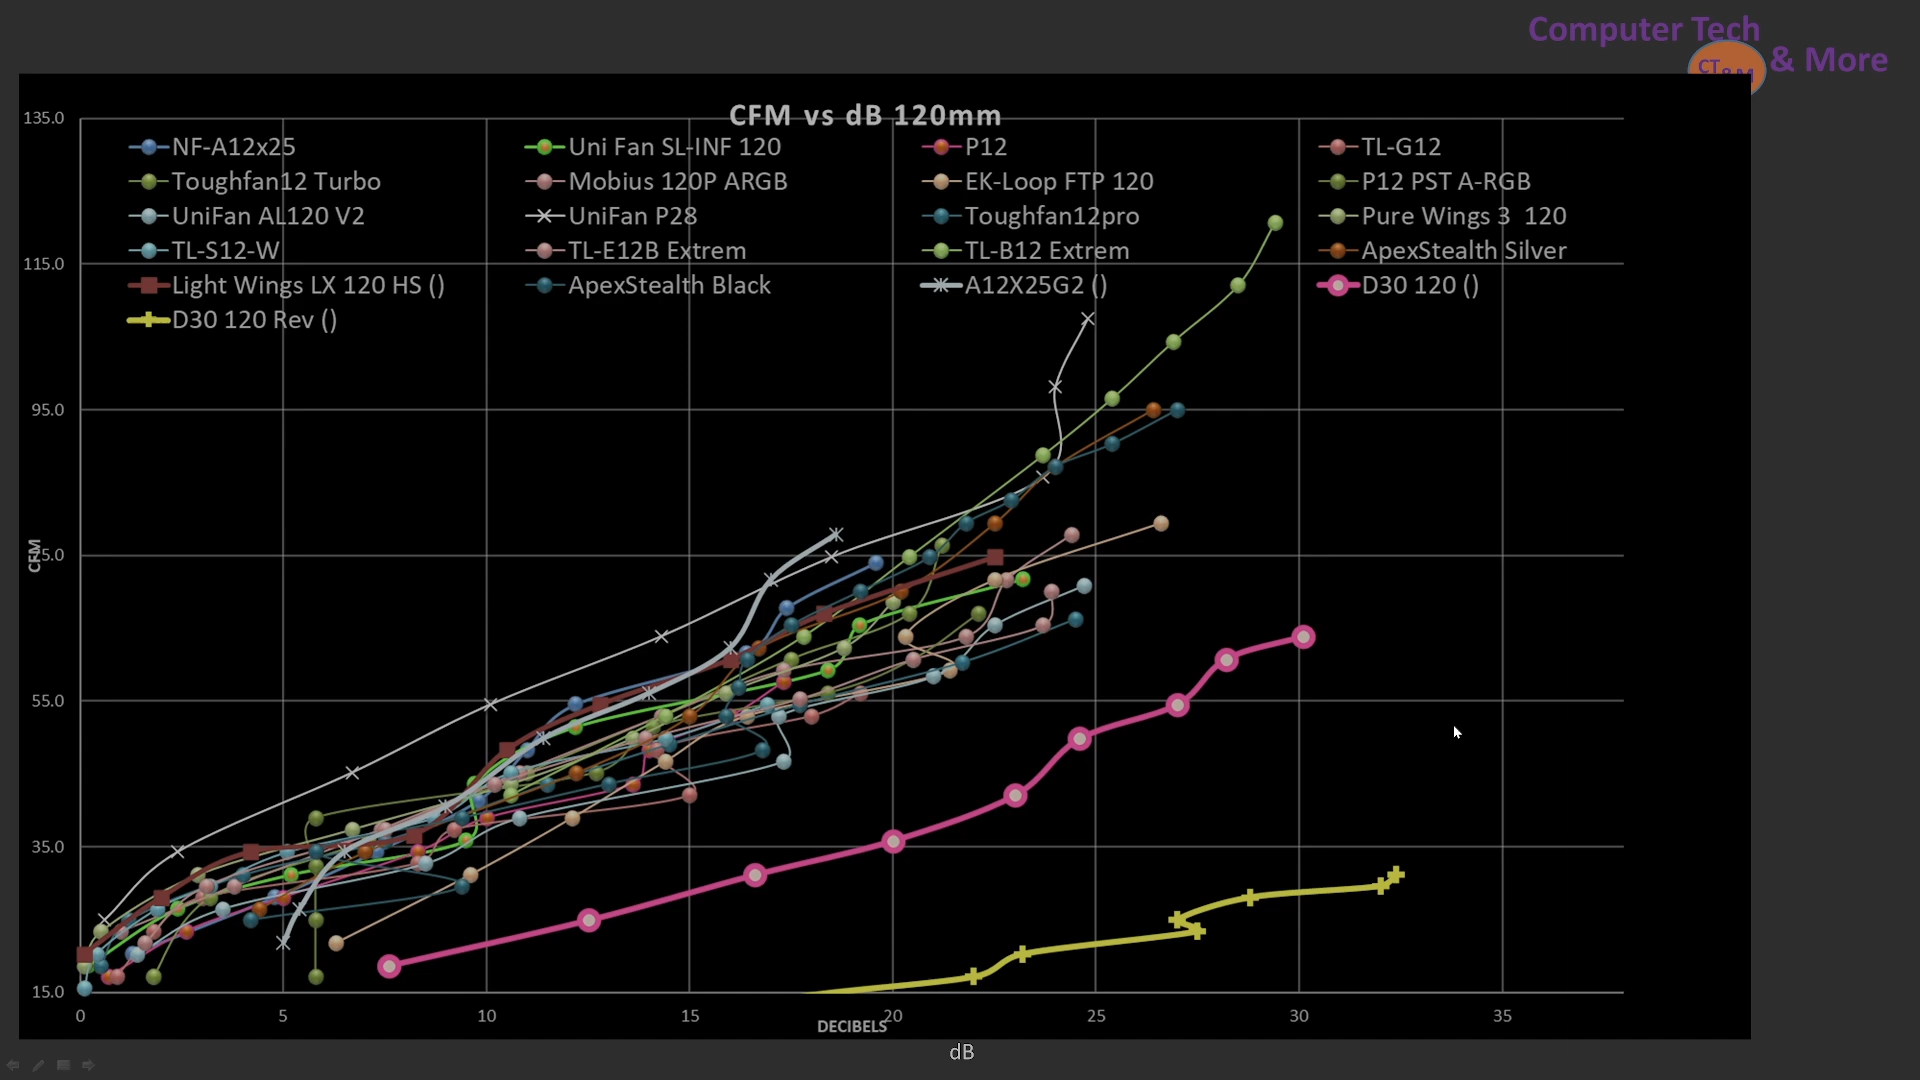 Computer Tech
& More
CT
CFM vs dB 120mm
135.0
NF-A12x25 Uni Fan SL-INF 120 P12 TL-G12
Toughfan12 Turbo Mobius 120P ARGB EK-Loop FTP 120 P12 PST A-RGB
UniFan AL120 V2 UniFan P28 Toughfan12pro Pure Wings 3 120
TL-S12-W TL-E12B Extrem TL-B12 Extrem ApexStealth Silver
115.0
Light Wings LX 120 HS () ApexStealth Black A12X25G2 () D30 120 ()
D30 120 Rev ()
95.0
75.0
CFM
55.0
35.0
15.0
0 5 10 15 20 25 30 35
DECIBELS
dB